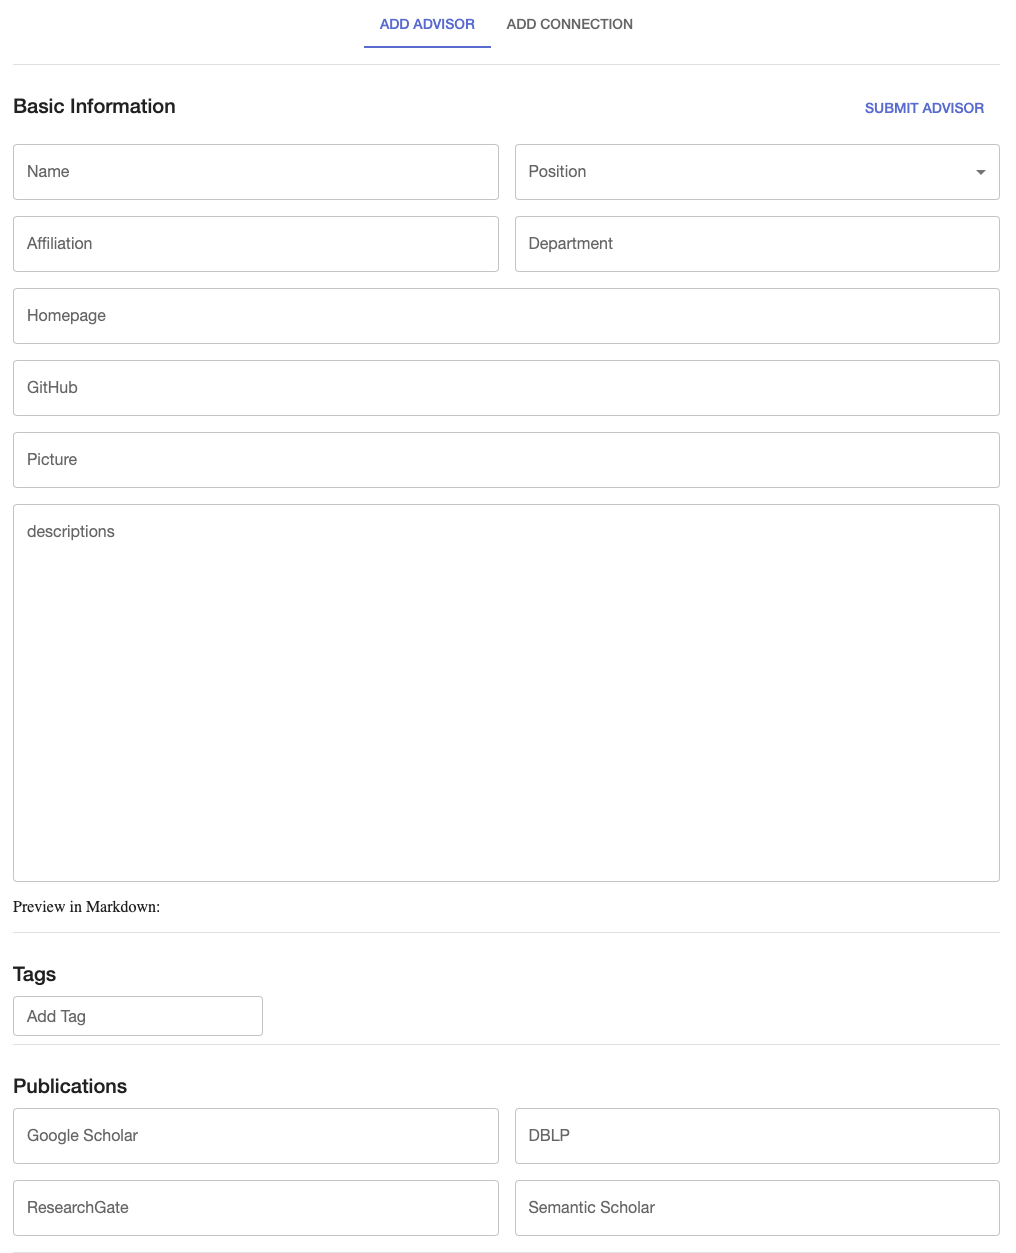 ADD ADVISOR ADD CONNECTION
Basic Information SUBMIT ADVISOR
Name Position
Affiliation Department
Homepage
GitHub
Picture
descriptions
Preview in Markdown:
Tags
Add Tag
Publications
Google Scholar DBLP
ResearchGate Semantic Scholar